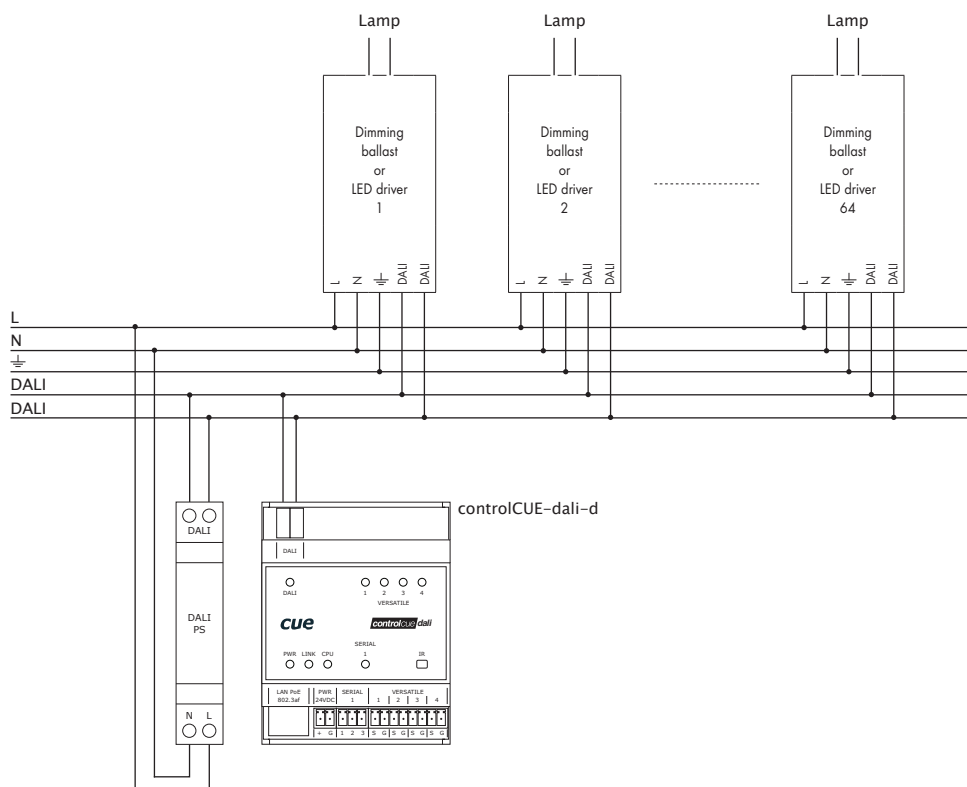 Lamp
Lamp
Lamp
Dimming
ballast
or
LED driver
1
Dimming
ballast
or
LED driver
2
Dimming
ballast
or
LED driver
64
L N DALI DALI
L N DALI DALI
L N DALI DALI
L
N
DALI
DALI
controlCUE-dali-d
DALI
DALI
PS
N L
DALI
DALI
1 2 3 4
VERSATILE
cue
controlcue dali
SERIAL
PWR LINK CPU 1 IR
LAN PoE
802.3af
PWR
24VDC
SERIAL
1
VERSATILE
1 2 3 4
+ G 1 2 3 S G S G S G S G